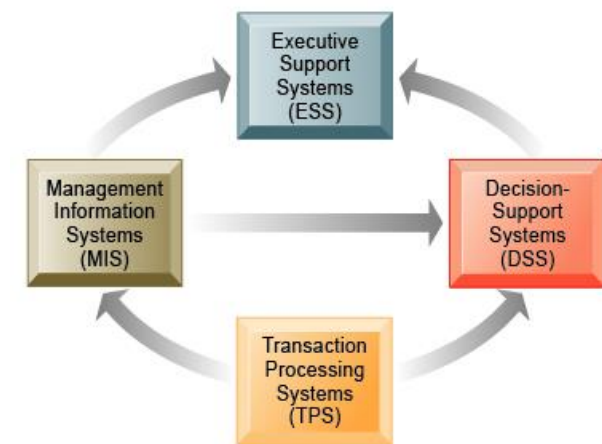 Executive
Support
Systems
(ESS)
Management
Information
Systems
(MIS)
Decision-
Support
Systems
(DSS)
Transaction
Processing
Systems
(TPS)